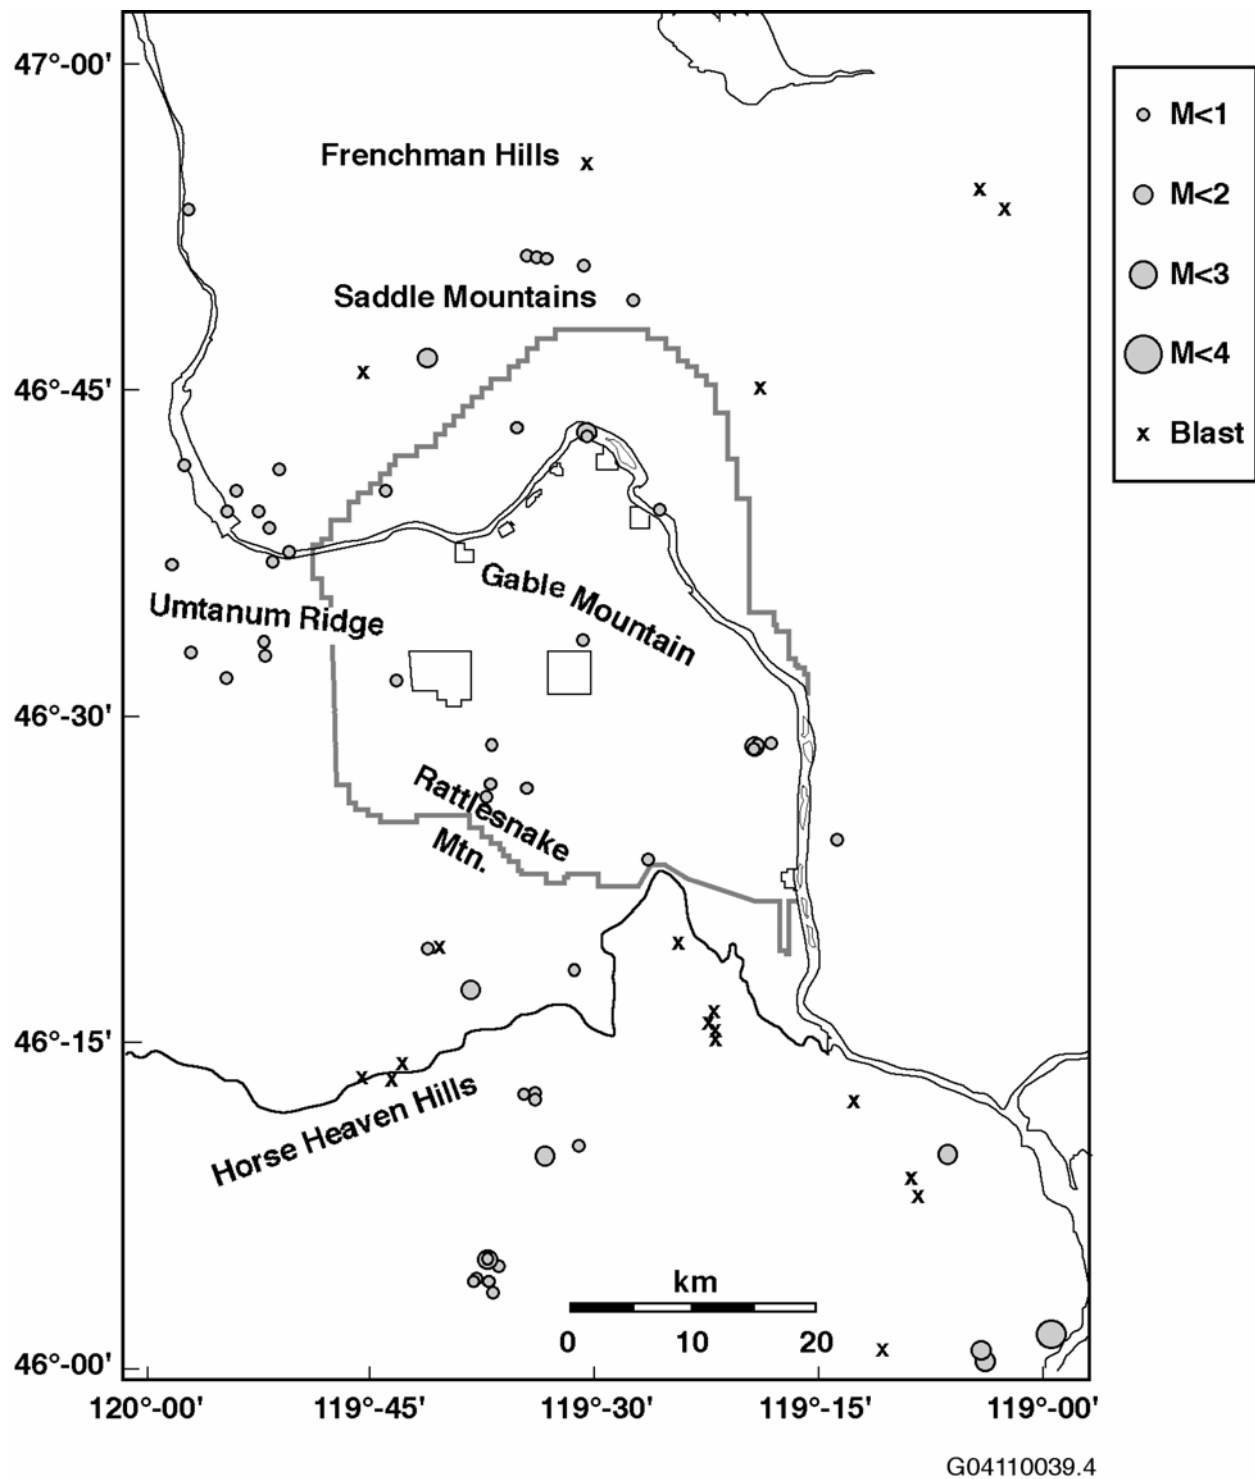 47°-00'
Frenchman Hills x
x
x
Saddle Mountains
x
x
46°-45'
Umtanum Ridge
Gable Mountain
46°-30'
Rattlesnake
Mtn.
x
x
x
x
x
x
46°-15'
x
x
x
Horse Heaven Hills
x
x
x
km
0 10 20
x
46°-00'
120°-00' 119°-45' 119°-30' 119°-15' 119°-00'
M<1
M<2
M<3
M<4
x Blast
G04110039.4